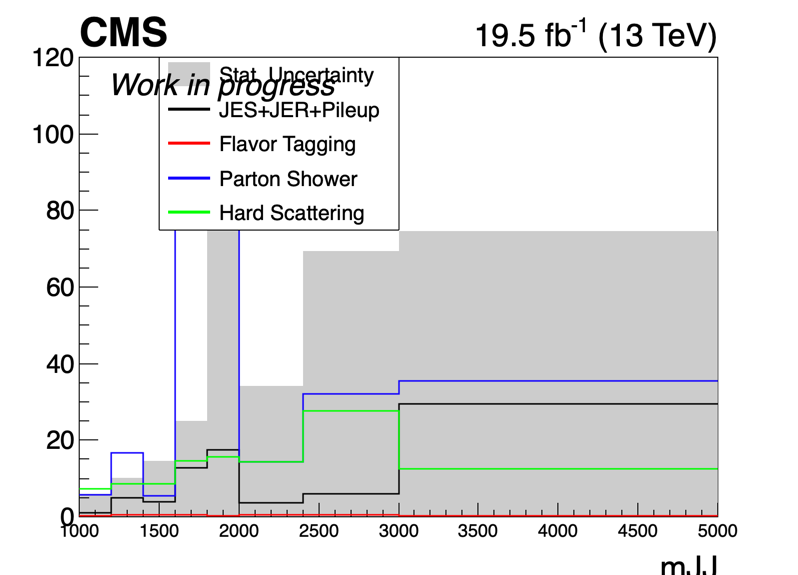 CMS
19.5 fb-1 (13 TeV)
Work in progress
Stat. Uncertainty
JES+JER+Pileup
Flavor Tagging
Parton Shower
Hard Scattering
120
100
80
60
40
20
0
1000 1500 2000 2500 3000 3500 4000 4500 5000
mJJ